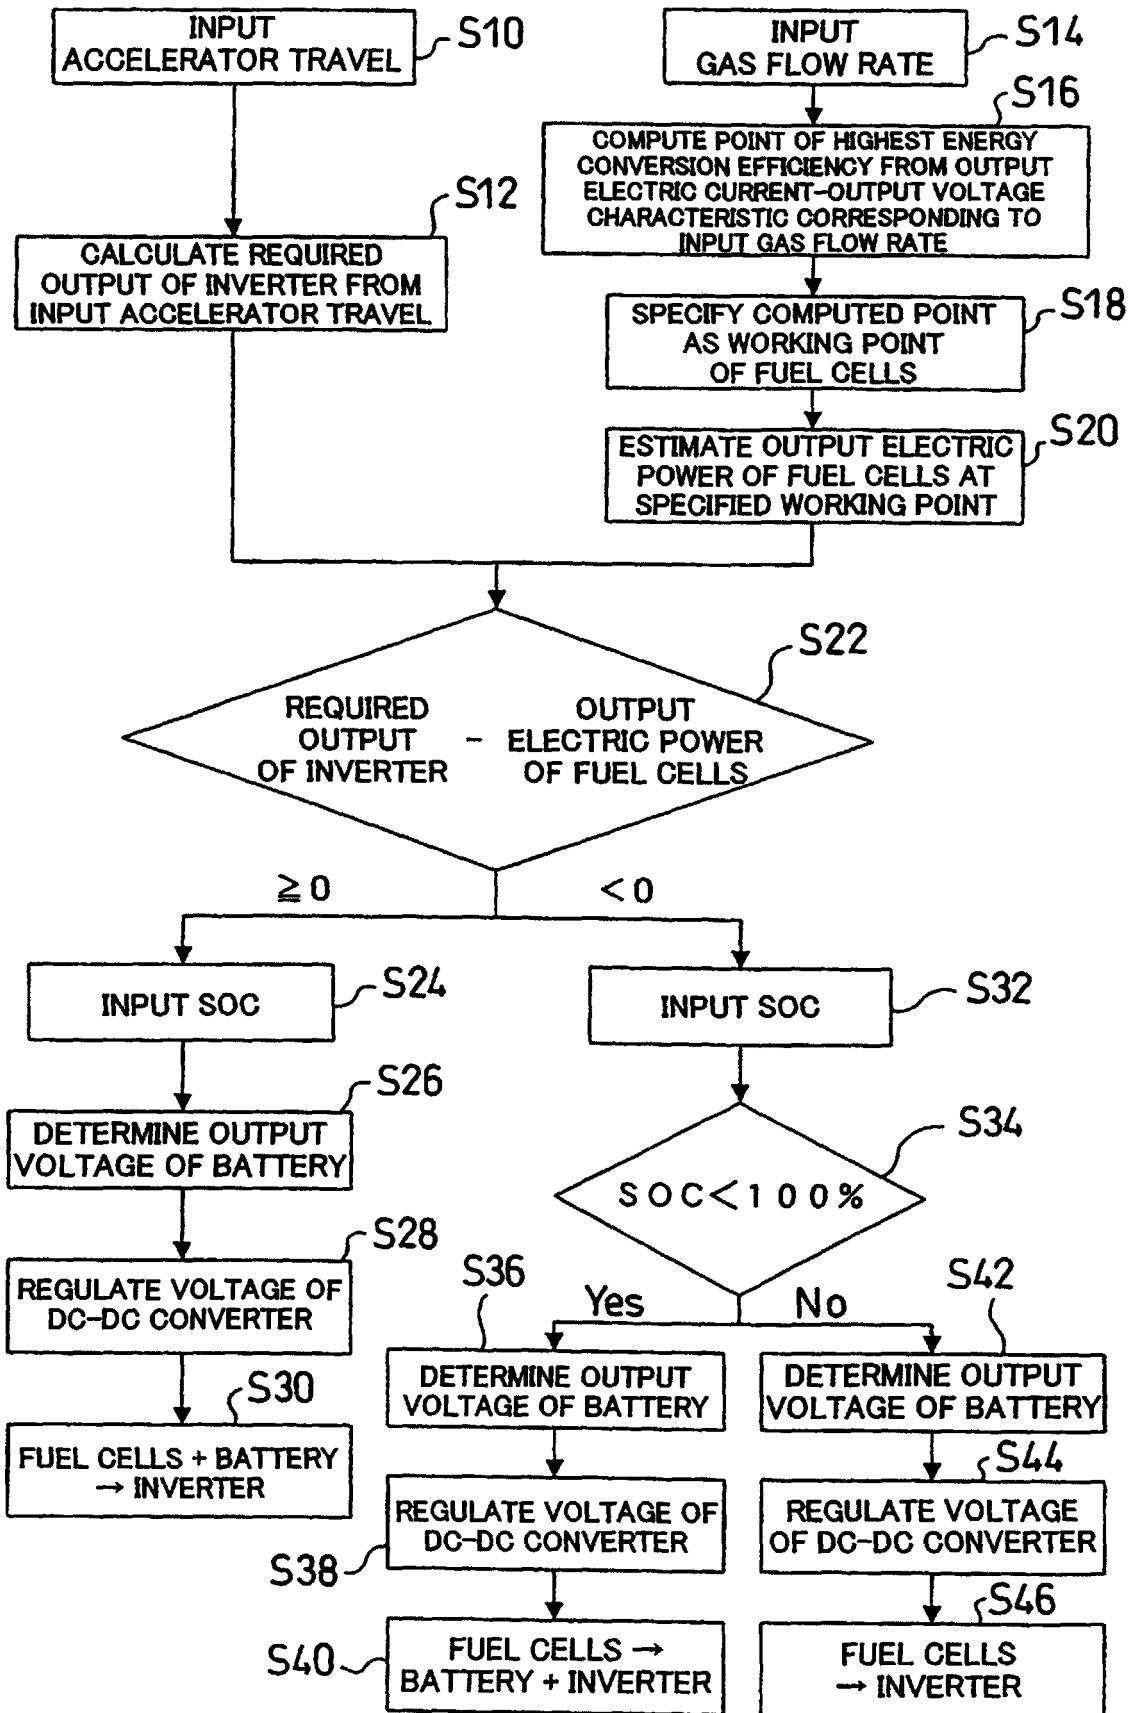 INPUT
ACCELERATOR TRAVEL
S10
INPUT
GAS FLOW RATE
S14
S16
COMPUTE POINT OF HIGHEST ENERGY
CONVERSION EFFICIENCY FROM OUTPUT
ELECTRIC CURRENT-OUTPUT VOLTAGE
CHARACTERISTIC CORRESPONDING TO
INPUT GAS FLOW RATE
S12
CALCULATE REQUIRED
OUTPUT OF INVERTER FROM
INPUT ACCELERATOR TRAVEL
S18
SPECIFY COMPUTED POINT
AS WORKING POINT
OF FUEL CELLS
S20
ESTIMATE OUTPUT ELECTRIC
POWER OF FUEL CELLS AT
SPECIFIED WORKING POINT
S22
REQUIRED
OUTPUT
OF INVERTER
-
OUTPUT
ELECTRIC POWER
OF FUEL CELLS
≧0
<0
INPUT SOC
S24
INPUT SOC
S32
S26
DETERMINE OUTPUT
VOLTAGE OF BATTERY
S34
SOC<100%
S28
REGULATE VOLTAGE OF
DC-DC CONVERTER
Yes
No
S36
DETERMINE OUTPUT
VOLTAGE OF BATTERY
S42
DETERMINE OUTPUT
VOLTAGE OF BATTERY
S30
FUEL CELLS + BATTERY
→ INVERTER
REGULATE VOLTAGE OF
DC-DC CONVERTER
S38
S44
REGULATE VOLTAGE
OF DC-DC CONVERTER
S40
FUEL CELLS →
BATTERY + INVERTER
S46
FUEL CELLS
→ INVERTER